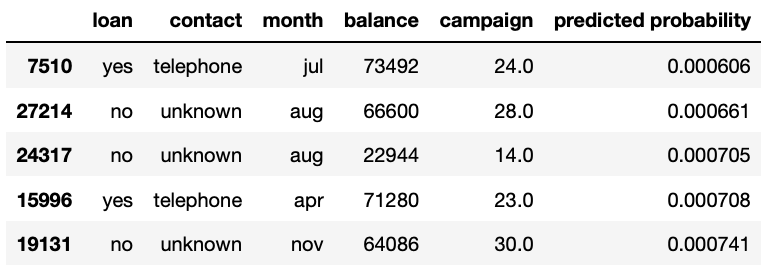 loan contact month balance campaign predicted probability
7510 yes telephone jul 73492 24.0 0.000606
27214 no unknown aug 66600 28.0 0.000661
24317 no unknown aug 22944 14.0 0.000705
15996 yes telephone apr 71280 23.0 0.000708
19131 no unknown nov 64086 30.0 0.000741